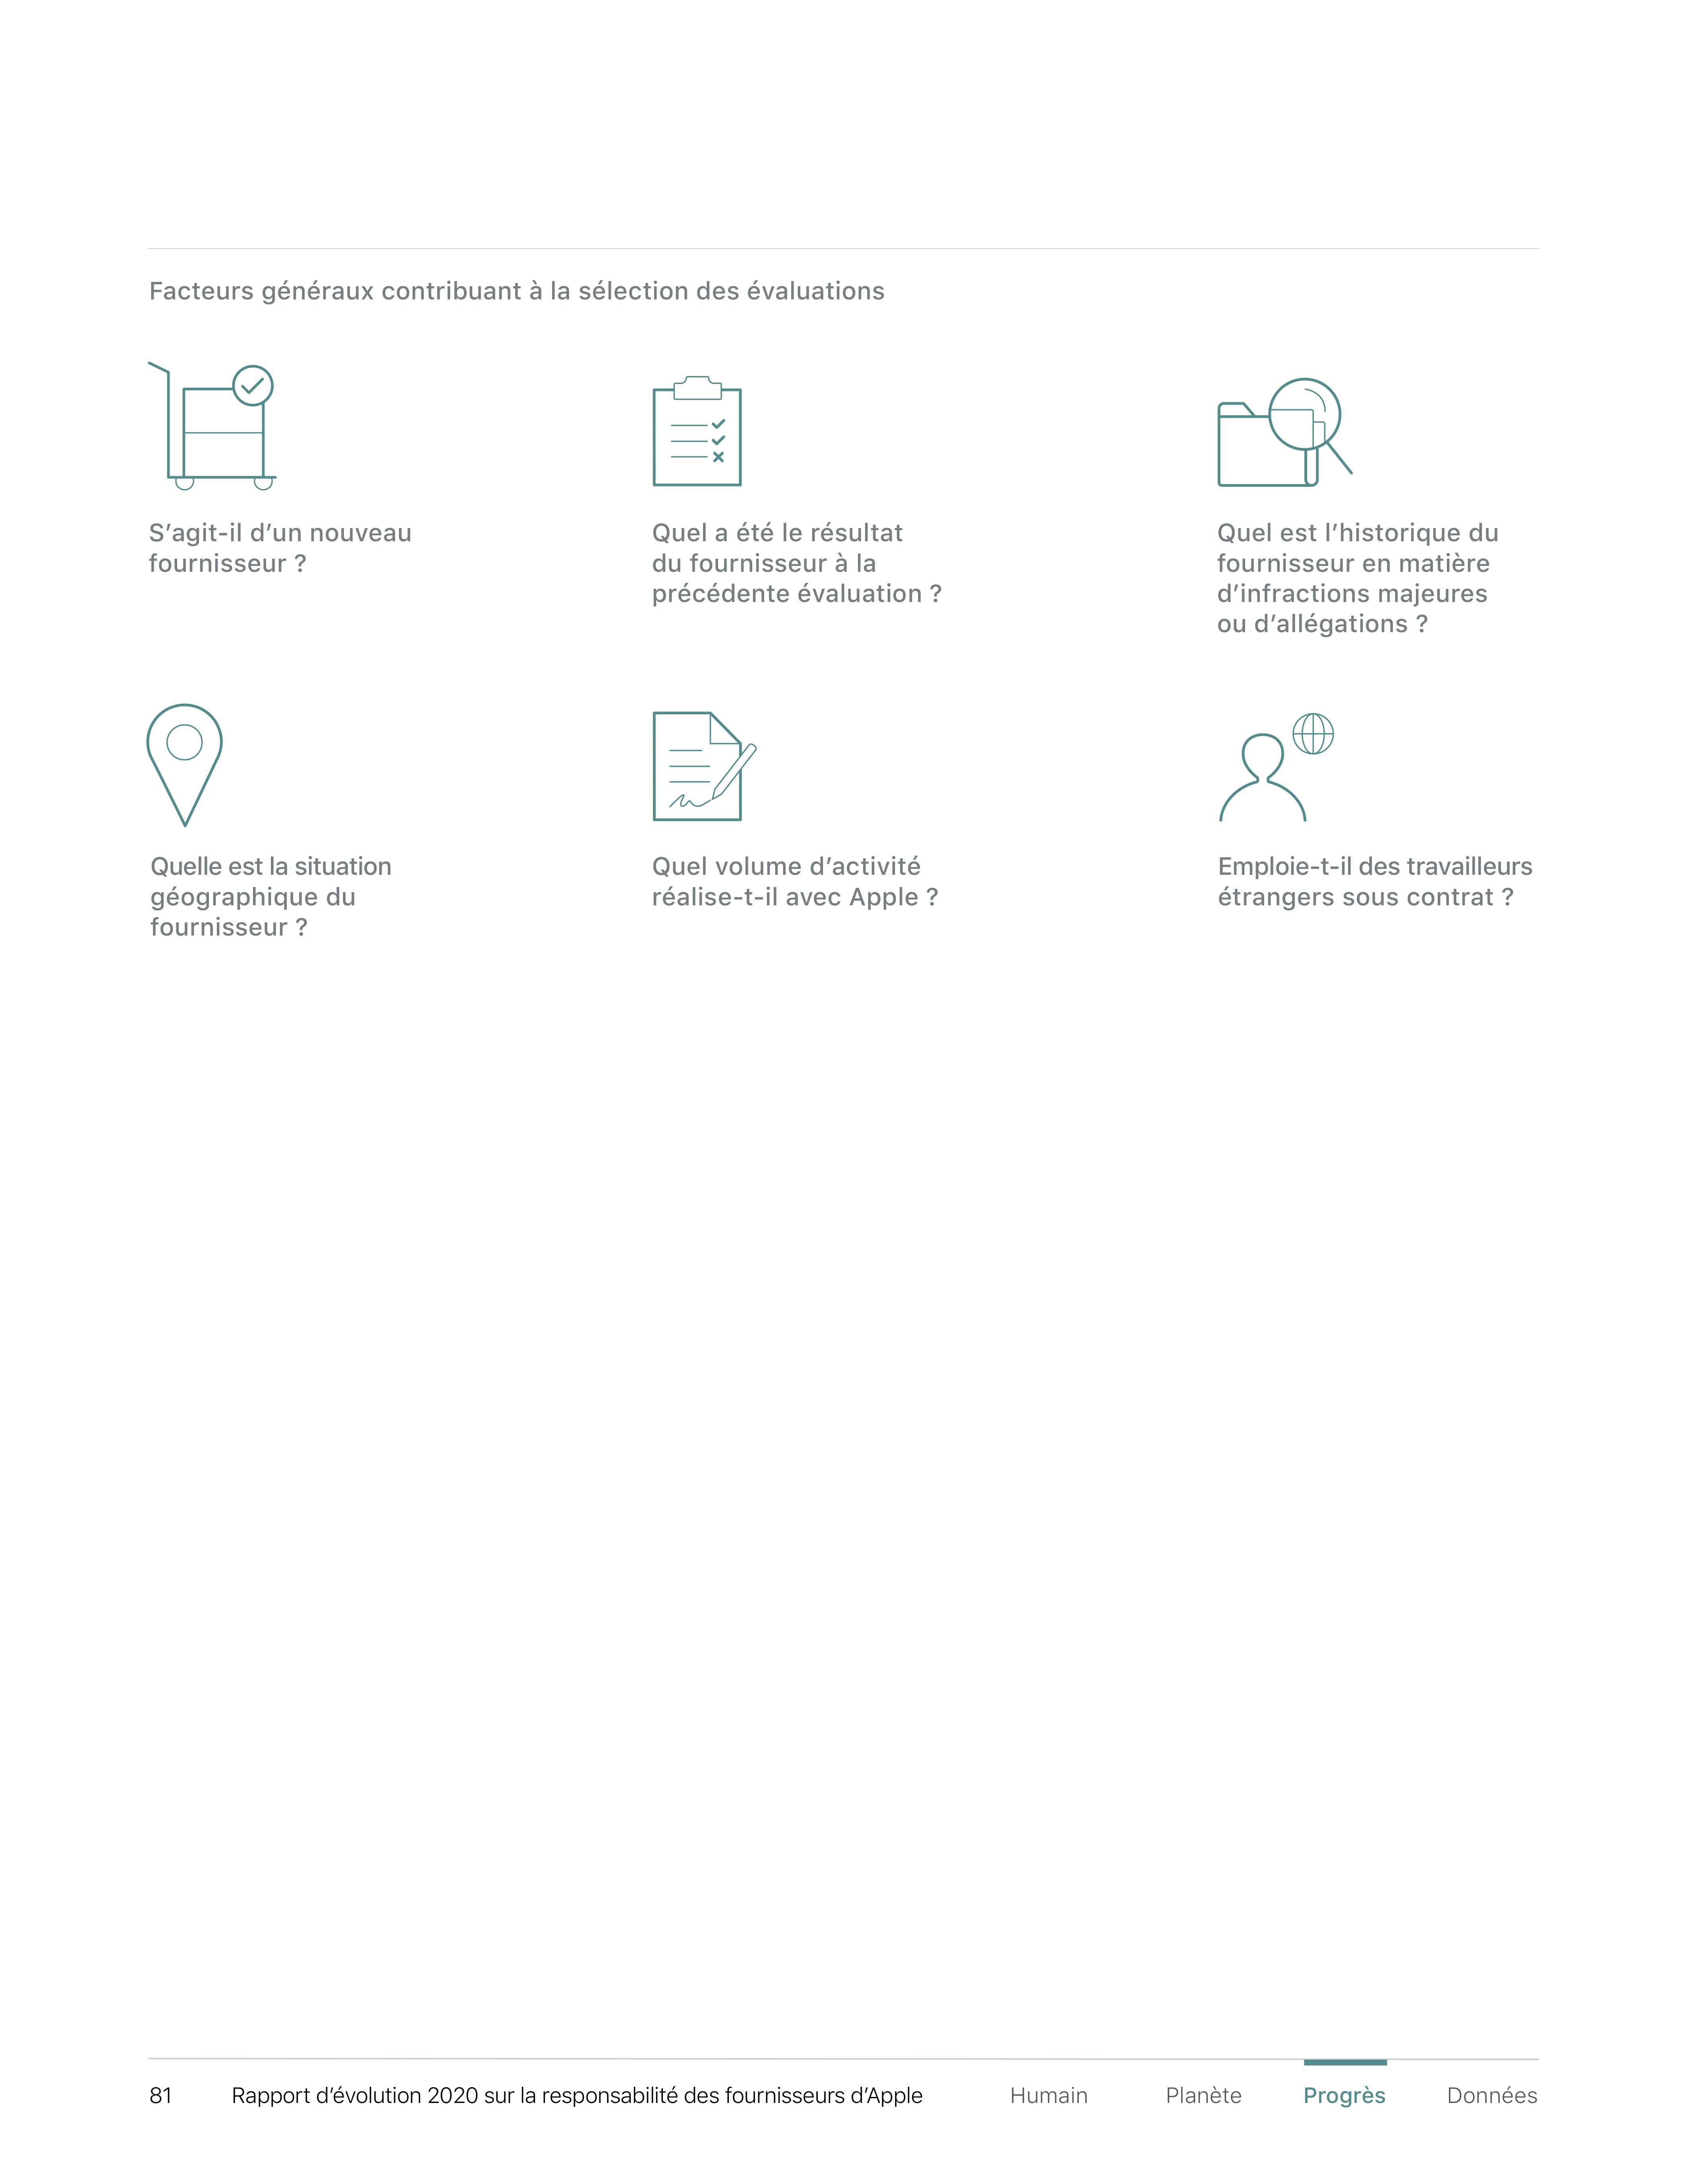 Facteurs généraux contribuant à la sélection des évaluations
S’agit-il d’un nouveau
fournisseur ?
Quel a été le résultat
du fournisseur à la
précédente évaluation ?
Quel est l’historique du
fournisseur en matière
d’infractions majeures
ou d’allégations ?
Quelle est la situation
géographique du
fournisseur ?
Quel volume d’activité
réalise-t-il avec Apple ?
Emploie-t-il des travailleurs
étrangers sous contrat ?
81 Rapport d’évolution 2020 sur la responsabilité des fournisseurs d’Apple Humain Planète Progrès Données